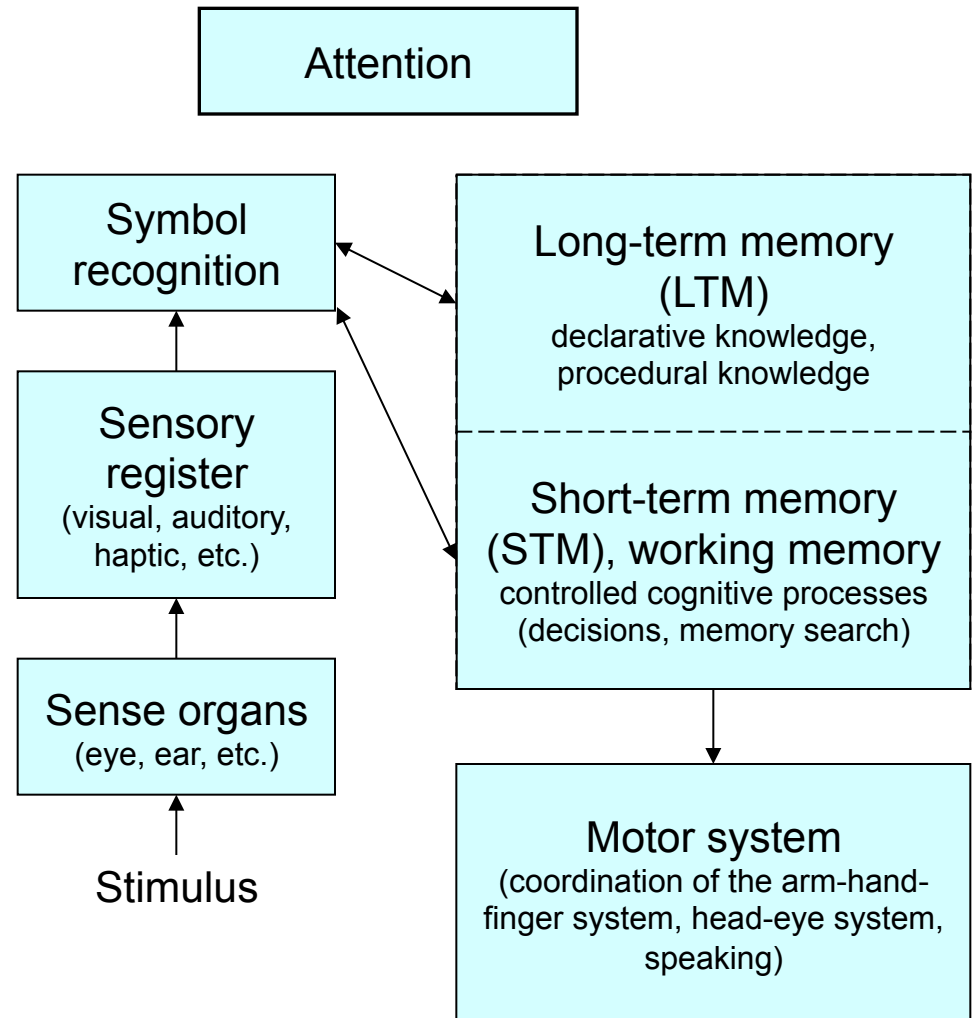 Attention
Symbol
recognition
Long-term memory
(LTM)
declarative knowledge,
procedural knowledge
Sensory
register
(visual, auditory,
haptic, etc.)
Short-term memory
(STM), working memory
controlled cognitive processes
(decisions, memory search)
Sense organs
(eye, ear, etc.)
Stimulus
Motor system
(coordination of the arm-hand-
finger system, head-eye system,
speaking)